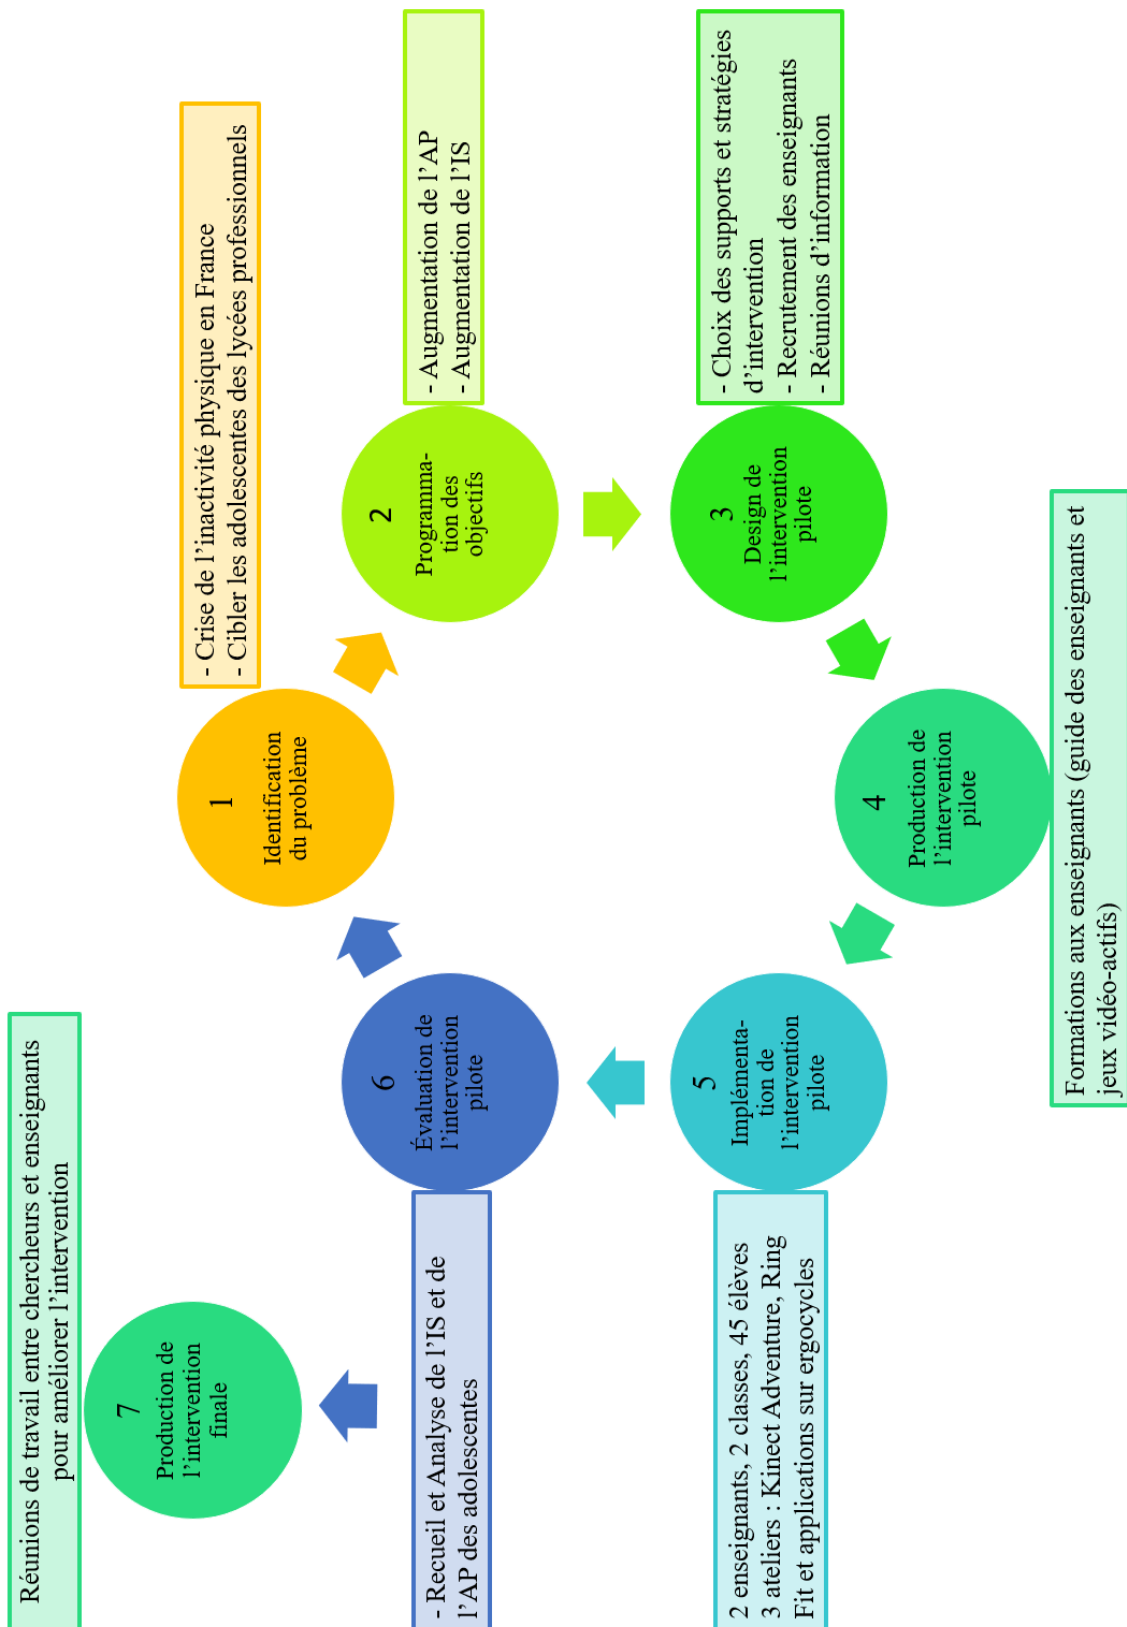 1
Identification
du problème
- Crise de l'inactivité physique en France
- Cibler les adolescentes des lycées professionnels
2
Programma-
tion des
objectifs
- Augmentation de l'AP
- Augmentation de l'IS
3
Design de
l'intervention
pilote
- Choix des supports et stratégies
d'intervention
- Recrutement des enseignants
- Réunions d'information
4
Production de
l'intervention
pilote
Formations aux enseignants (guide des enseignants et
jeux vidéo-actifs)
5
Implémenta-
tion de
l'intervention
pilote
2 enseignants, 2 classes, 45 élèves
3 ateliers : Kinect Adventure, Ring
Fit et applications sur ergocycles
6
Évaluation de
l'intervention
pilote
- Recueil et Analyse de l'IS et de
l'AP des adolescentes
7
Production de
l'intervention
finale
Réunions de travail entre chercheurs et enseignants
pour améliorer l'intervention